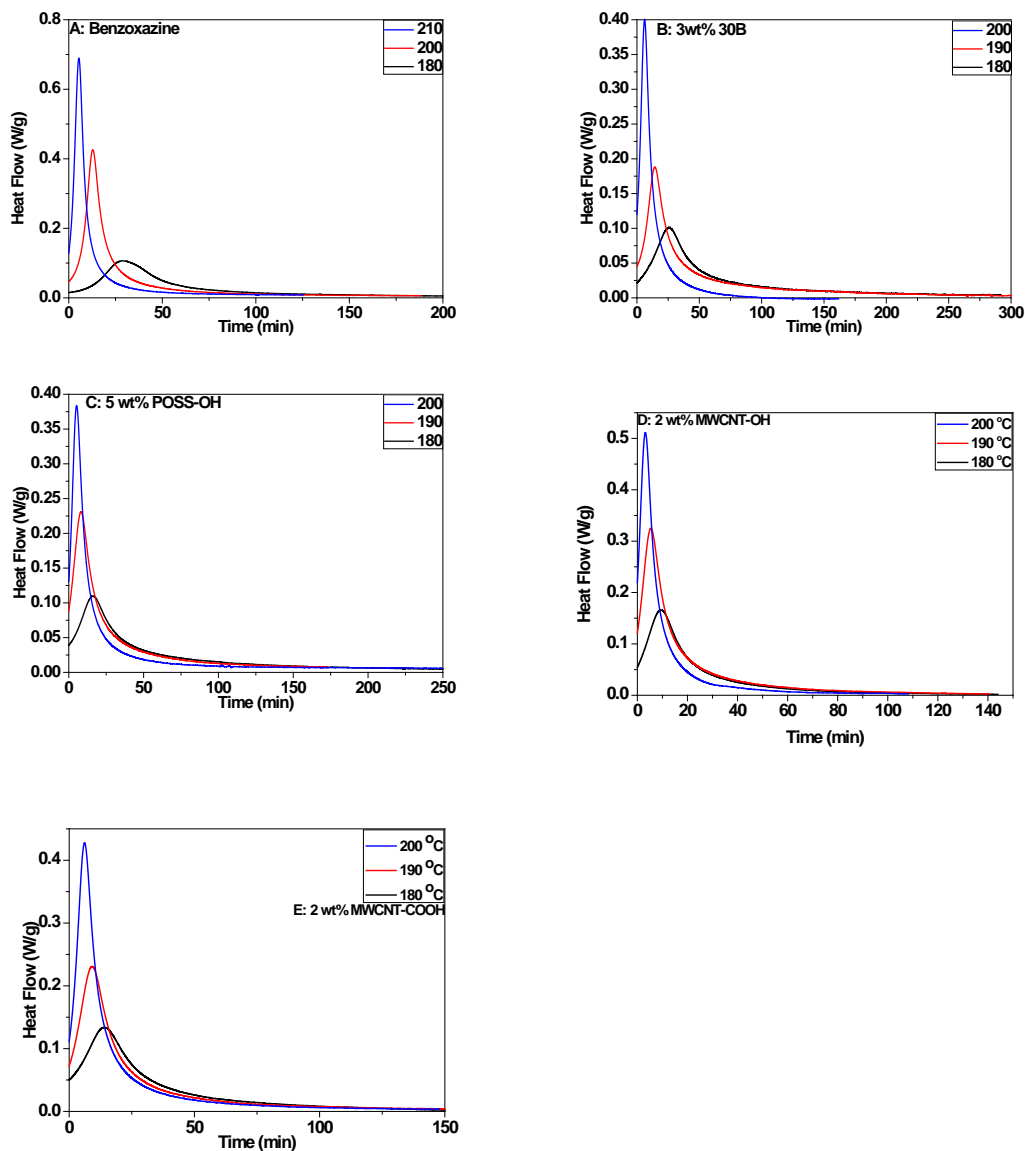 A: Benzoxazine
210
200
180
0.8
0.6
0.4
0.2
0.0
Heat Flow (W/g)
0 50 100 150 200
Time (min)
B: 3wt% 30B
200
190
180
0.40
0.35
0.30
0.25
0.20
0.15
0.10
0.05
0.00
Heat Flow (W/g)
0 50 100 150 200 250 300
Time (min)
C: 5 wt% POSS-OH
200
190
180
0.40
0.35
0.30
0.25
0.20
0.15
0.10
0.05
0.00
Heat Flow (W/g)
0 50 100 150 200 250
Time (min)
D: 2 wt% MWCNT-OH
200 °C
190 °C
180 °C
0.5
0.4
0.3
0.2
0.1
0.0
Heat Flow (W/g)
0 20 40 60 80 100 120 140
Time (min)
200 °C
190 °C
180 °C
E: 2 wt% MWCNT-COOH
0.4
0.3
0.2
0.1
0.0
Heat Flow (W/g)
0 50 100 150
Time (min)